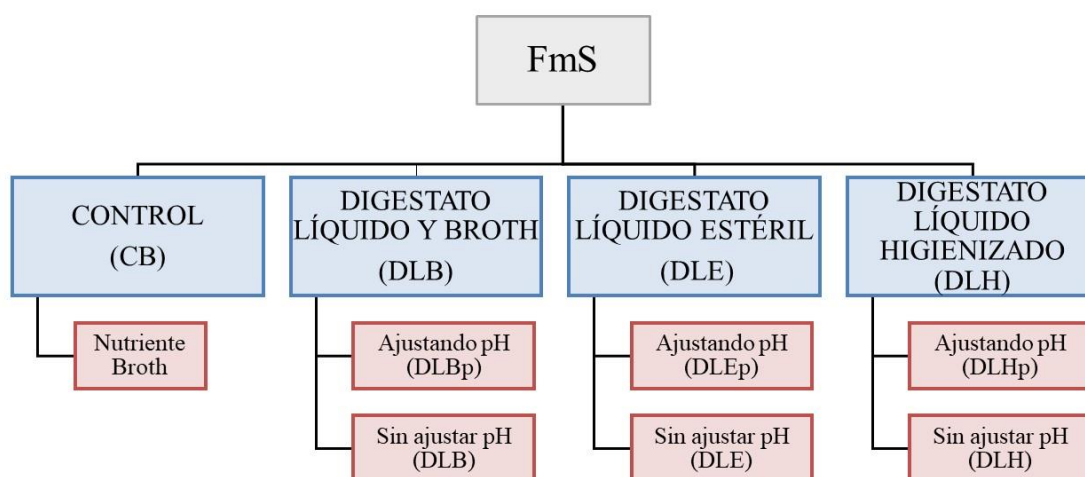 FmS
CONTROL
(CB)
Nutriente
Broth
DIGESTATO
LÍQUIDO Y BROTH
(DLB)
Ajustando pH
(DLBp)
Sin ajustar pH
(DLB)
DIGESTATO
LÍQUIDO ESTÉRIL
(DLE)
Ajustando pH
(DLEp)
Sin ajustar pH
(DLE)
DIGESTATO
LÍQUIDO
HIGIENIZADO
(DLH)
Ajustando pH
(DLHp)
Sin ajustar pH
(DLH)